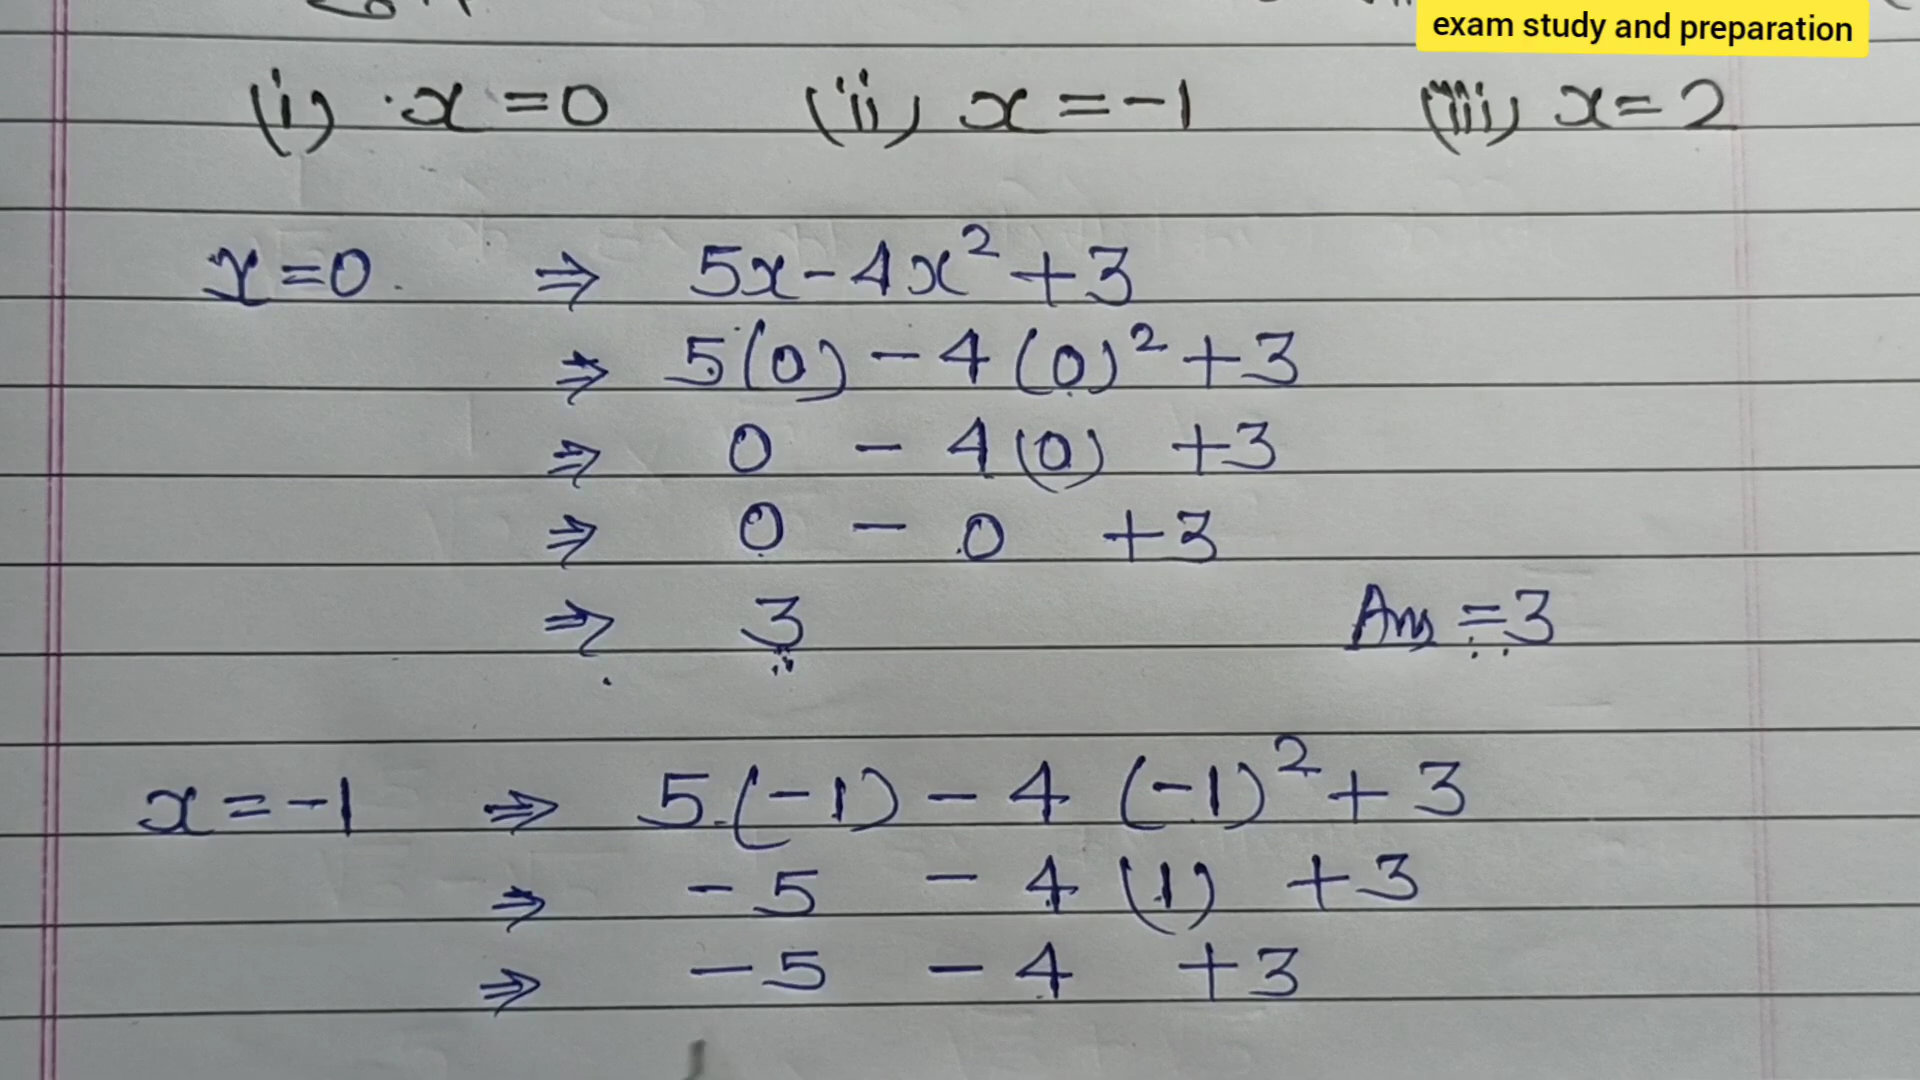 exam study and preparation
(i) x = 0 (ii) x = -1 (iii) x = 2
x = 0 ⇒ 5x - 4x² + 3
⇒ 5(0) - 4(0)² + 3
⇒ 0 - 4(0) + 3
⇒ 0 - 0 + 3
⇒ 3 Ans = 3
x = -1 ⇒ 5(-1) - 4(-1)² + 3
⇒ -5 - 4(1) + 3
⇒ -5 - 4 + 3